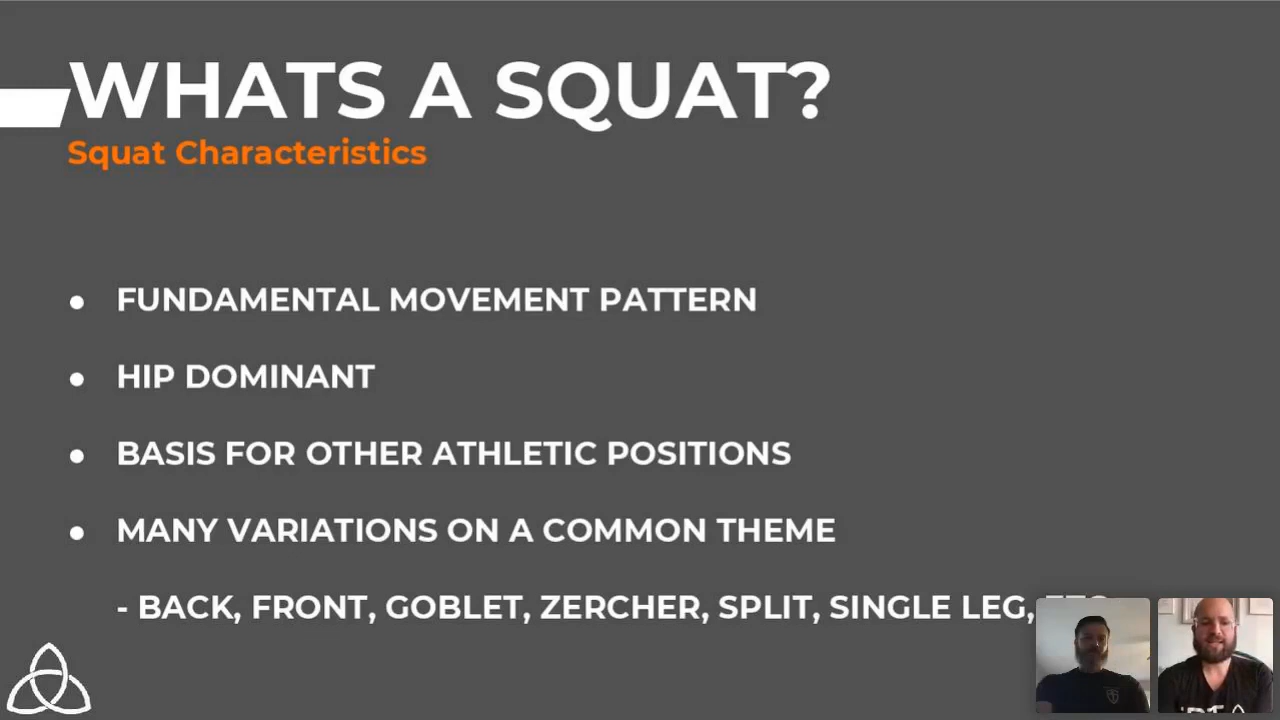 WHATS A SQUAT?
Squat Characteristics
● FUNDAMENTAL MOVEMENT PATTERN
● HIP DOMINANT
● BASIS FOR OTHER ATHLETIC POSITIONS
● MANY VARIATIONS ON A COMMON THEME
- BACK, FRONT, GOBLET, ZERCHER, SPLIT, SINGLE LEG,